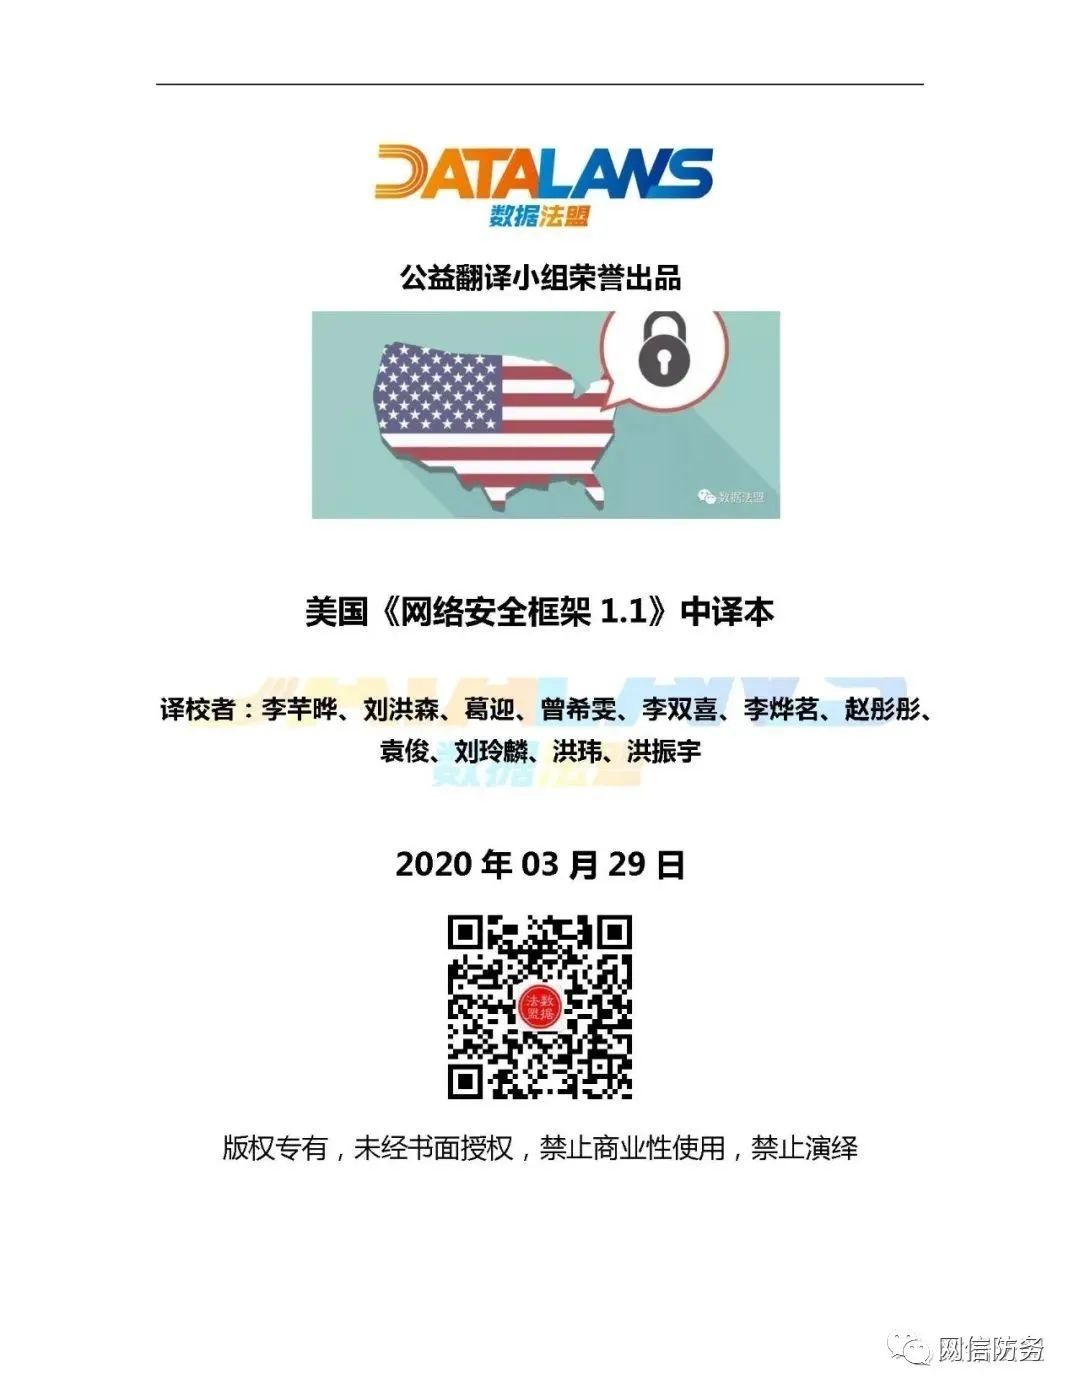 DATALAWS
数据法盟
公益翻译小组荣誉出品
数据法盟
美国《网络安全框架 1.1》中译本
DATALAWS
数据法盟
译校者：李芊晔、刘洪森、葛迎、曾希雯、李双喜、李烨茗、赵彤彤、
袁俊、刘玲麟、洪玮、洪振宇
2020 年 03 月 29 日
法数
盟据
版权专有，未经书面授权，禁止商业性使用，禁止演绎
网信防务